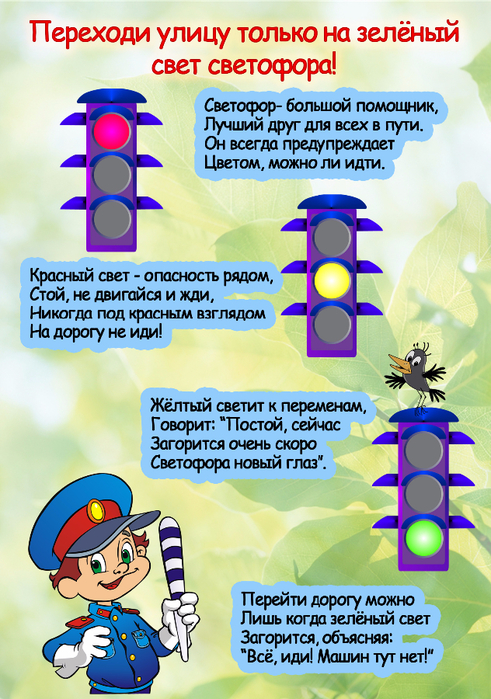 Переходи улицу только на зелёный
свет светофора!
Светофор- большой помощник,
Лучший друг для всех в пути.
Он всегда предупреждает
Цветом, можно ли идти.
Красный свет - опасность рядом,
Стой, не двигайся и жди,
Никогда под красным взглядом
На дорогу не иди!
Жёлтый светит к переменам,
Говорит: "Постой, сейчас
Загорится очень скоро
Светофора новый глаз".
Перейти дорогу можно
Лишь когда зелёный свет
Загорится, объясняя:
"Всё, иди! Машин тут нет!"